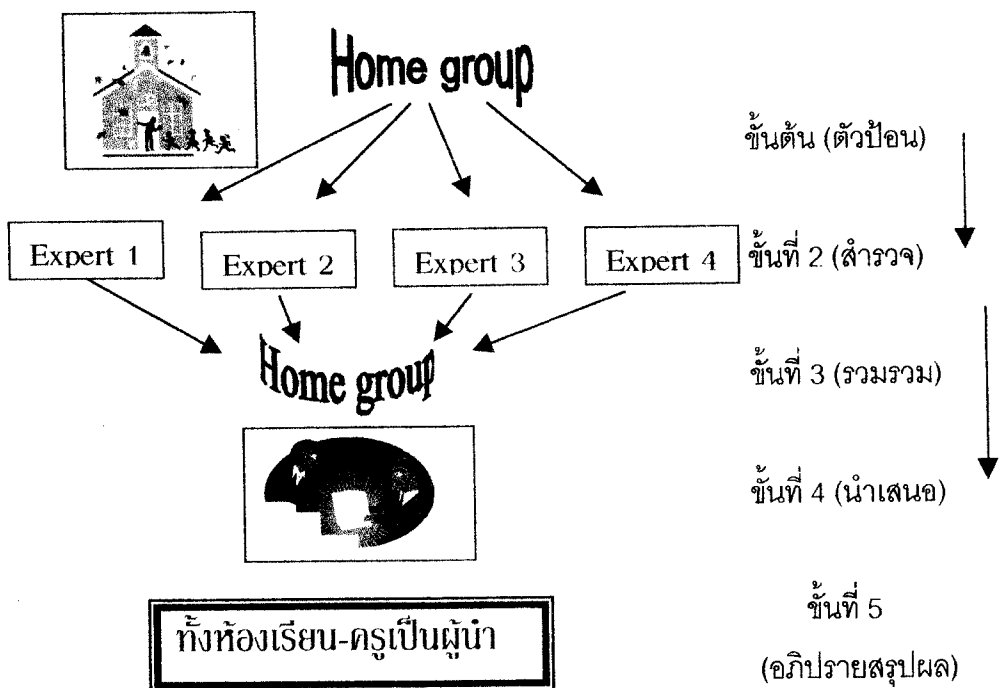 Home group
ขั้นต้น (ตัวป้อน)
Expert 1
Expert 2
Expert 3
Expert 4
ขั้นที่ 2 (สำรวจ)
Home group
ขั้นที่ 3 (รวมรวม)
ขั้นที่ 4 (นำเสนอ)
ทั้งห้องเรียน-ครูเป็นผู้นำ
ขั้นที่ 5
(อภิปรายสรุปผล)